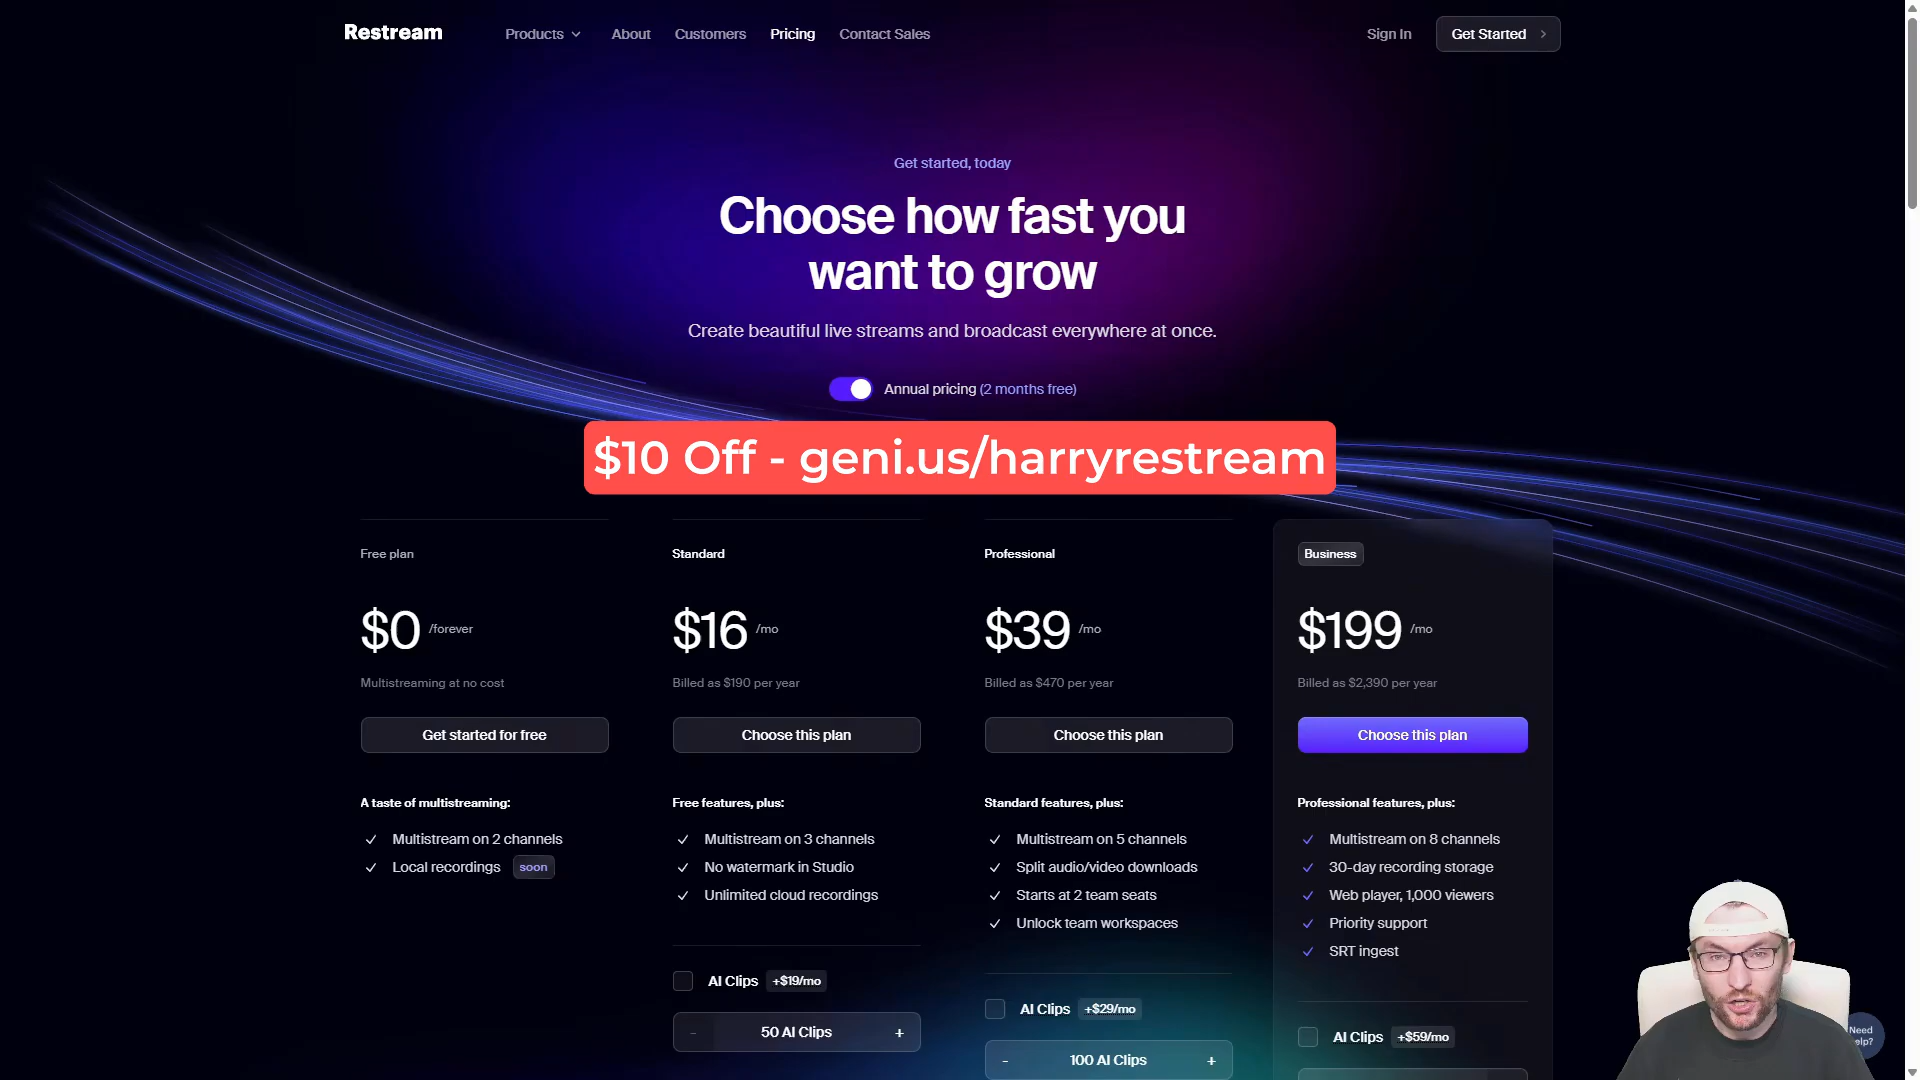 Restream
Products
About
Customers
Pricing
Contact Sales
Sign In
Get Started
Get started, today
Choose how fast you
want to grow
Create beautiful live streams and broadcast everywhere at once.
Annual pricing (2 months free)
$10 Off - geni.us/harryrestream
Free plan
$0 /forever
Multistreaming at no cost
Get started for free
A taste of multistreaming:
Multistream on 2 channels
Local recordings soon
Standard
$16 /mo
Billed as $190 per year
Choose this plan
Free features, plus:
Multistream on 3 channels
No watermark in Studio
Unlimited cloud recordings
AI Clips +$19/mo
- 50 AI Clips +
Professional
$39 /mo
Billed as $470 per year
Choose this plan
Standard features, plus:
Multistream on 5 channels
Split audio/video downloads
Starts at 2 team seats
Unlock team workspaces
AI Clips +$29/mo
- 100 AI Clips +
Business
$199 /mo
Billed as $2,390 per year
Choose this plan
Professional features, plus:
Multistream on 8 channels
30-day recording storage
Web player, 1,000 viewers
Priority support
SRT ingest
AI Clips +$59/mo
Need
elp?